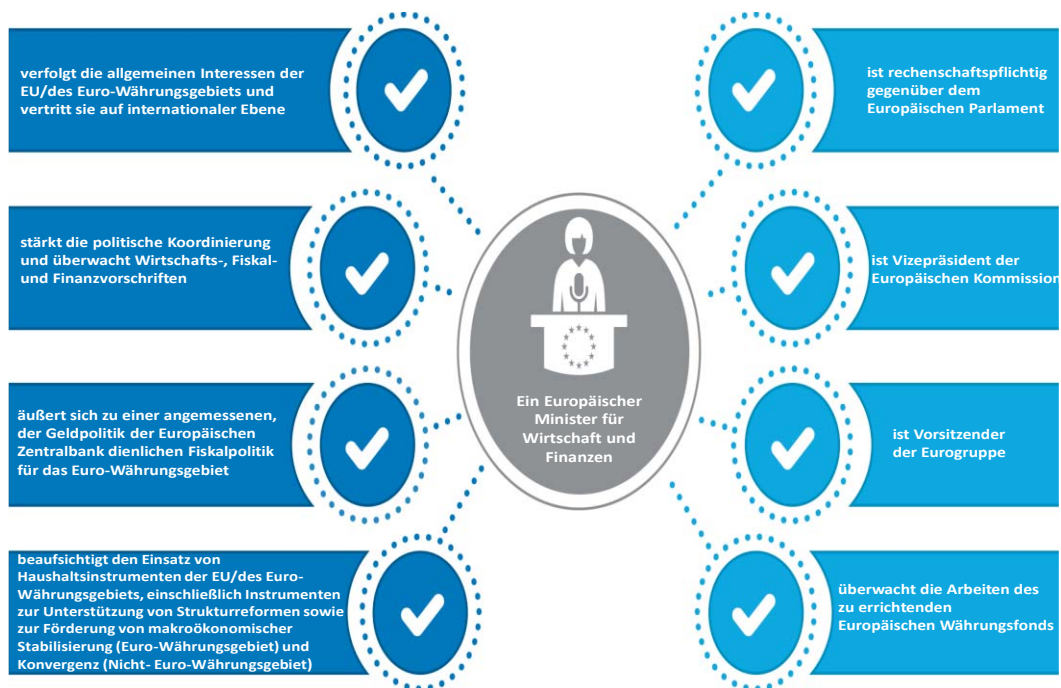 verfolgt die allgemeinen Interessen der
EU/des Euro-Währungsgebiets und
vertritt sie auf internationaler Ebene
stärkt die politische Koordinierung
und überwacht Wirtschafts-, Fiskal-
und Finanzvorschriften
äußert sich zu einer angemessenen,
der Geldpolitik der Europäischen
Zentralbank dienlichen Fiskalpolitik
für das Euro-Währungsgebiet
beaufsichtigt den Einsatz von
Haushaltsinstrumenten der EU/des Euro-
Währungsgebiets, einschließlich Instrumenten
zur Unterstützung von Strukturreformen sowie
zur Förderung von makroökonomischer
Stabilisierung (Euro-Währungsgebiet) und
Konvergenz (Nicht- Euro-Währungsgebiet)
Ein Europäischer
Minister für
Wirtschaft und
Finanzen
ist rechenschaftspflichtig
gegenüber dem
Europäischen Parlament
ist Vizepräsident der
Europäischen Kommission
ist Vorsitzender
der Eurogruppe
überwacht die Arbeiten des
zu errichtenden
Europäischen Währungsfonds